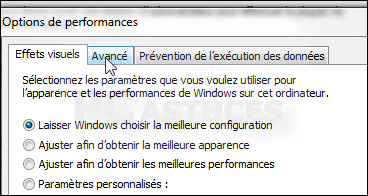 Options de performances
Effets visuels Avancé Prévention de l'exécution des données
Sélectionnez les paramètres que vous voulez utiliser pour
l'apparence et les performances de Windows sur cet ordinateur.
Laisser Windows choisir la meilleure configuration
Ajuster afin d'obtenir la meilleure apparence
Ajuster afin d'obtenir les meilleures performances
Paramètres personnalisés :